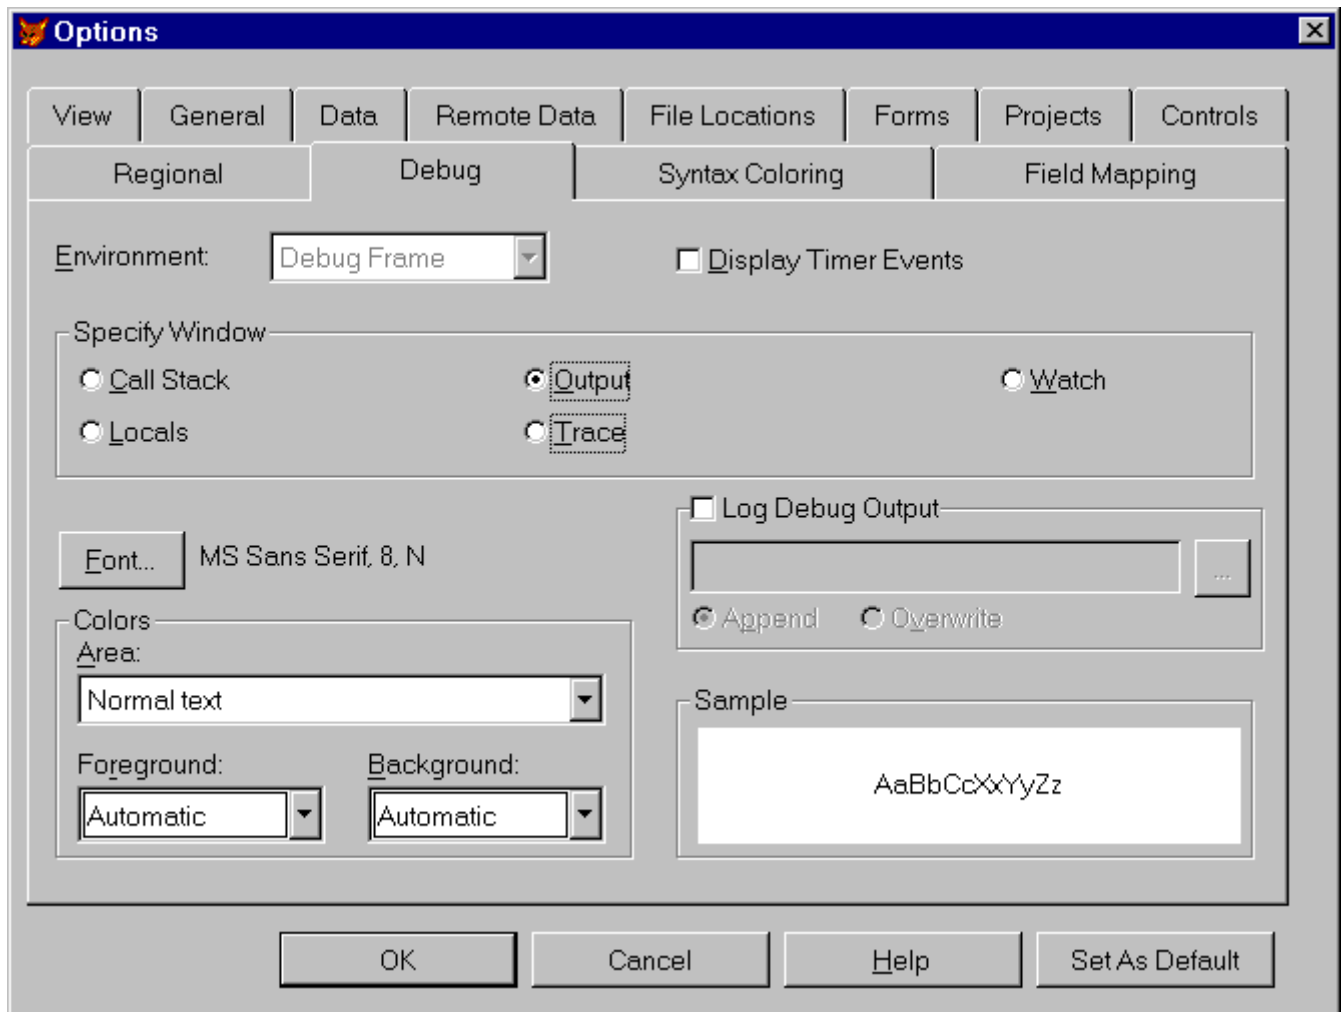 Options
View General Data Remote Data File Locations Forms Projects Controls
Regional Debug Syntax Coloring Field Mapping
Environment: Debug Frame Display Timer Events
Specify Window
Call Stack Output Watch
Locals Trace
Log Debug Output
Font... MS Sans Serif, 8, N
...
Append Overwrite
Colors
Area:
Normal text
Sample
Foreground: Background:
AaBbCcXxYyZz
Automatic Automatic
OK Cancel Help Set As Default